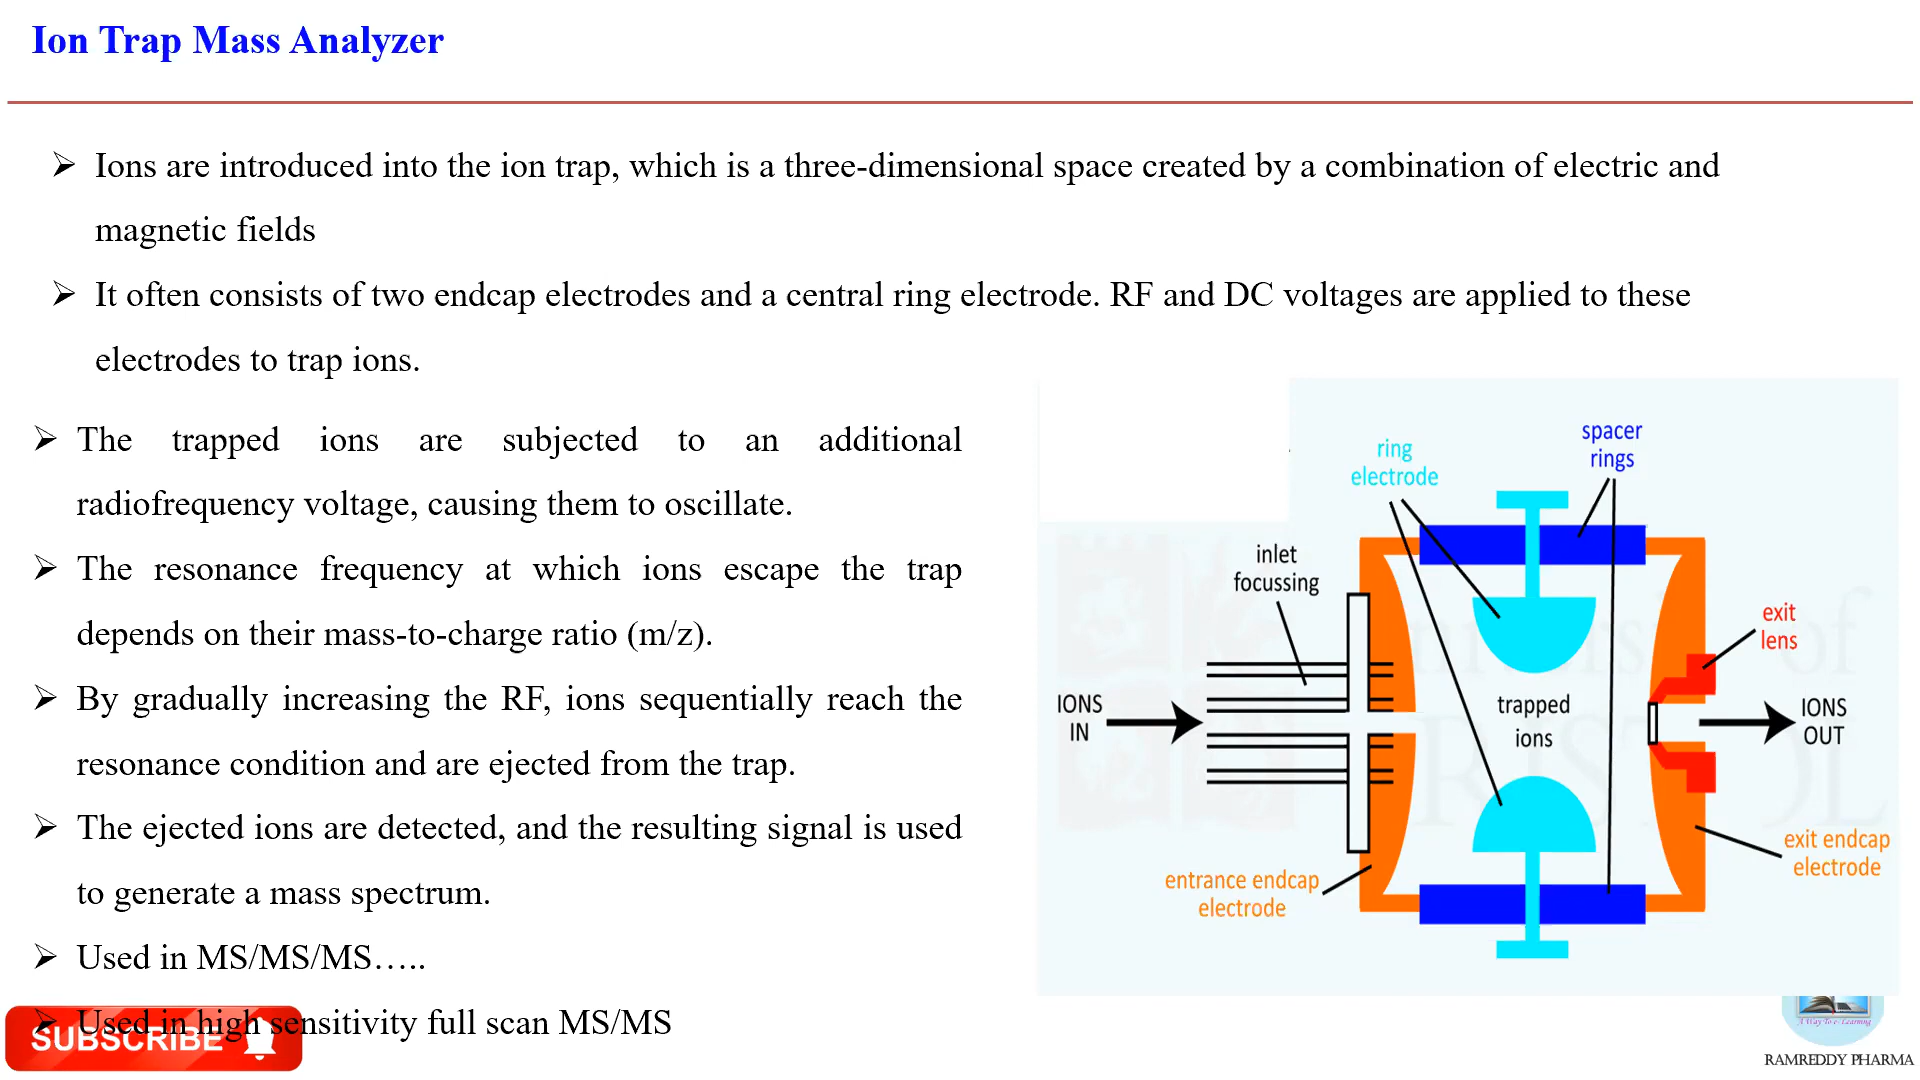 Ion Trap Mass Analyzer
➢ Ions are introduced into the ion trap, which is a three-dimensional space created by a combination of electric and
magnetic fields
➢ It often consists of two endcap electrodes and a central ring electrode. RF and DC voltages are applied to these
electrodes to trap ions.
➢ The trapped ions are subjected to an additional
radiofrequency voltage, causing them to oscillate.
➢ The resonance frequency at which ions escape the trap
depends on their mass-to-charge ratio (m/z).
➢ By gradually increasing the RF, ions sequentially reach the
resonance condition and are ejected from the trap.
➢ The ejected ions are detected, and the resulting signal is used
to generate a mass spectrum.
➢ Used in MS/MS/MS…..
➢ Used in high sensitivity full scan MS/MS
SUBSCRIBE
ring
electrode
spacer
rings
inlet
focussing
exit
lens
IONS
IN
trapped
ions
IONS
OUT
entrance endcap
electrode
exit endcap
electrode
A Way To e-Learning
RAMREDDY PHARMA